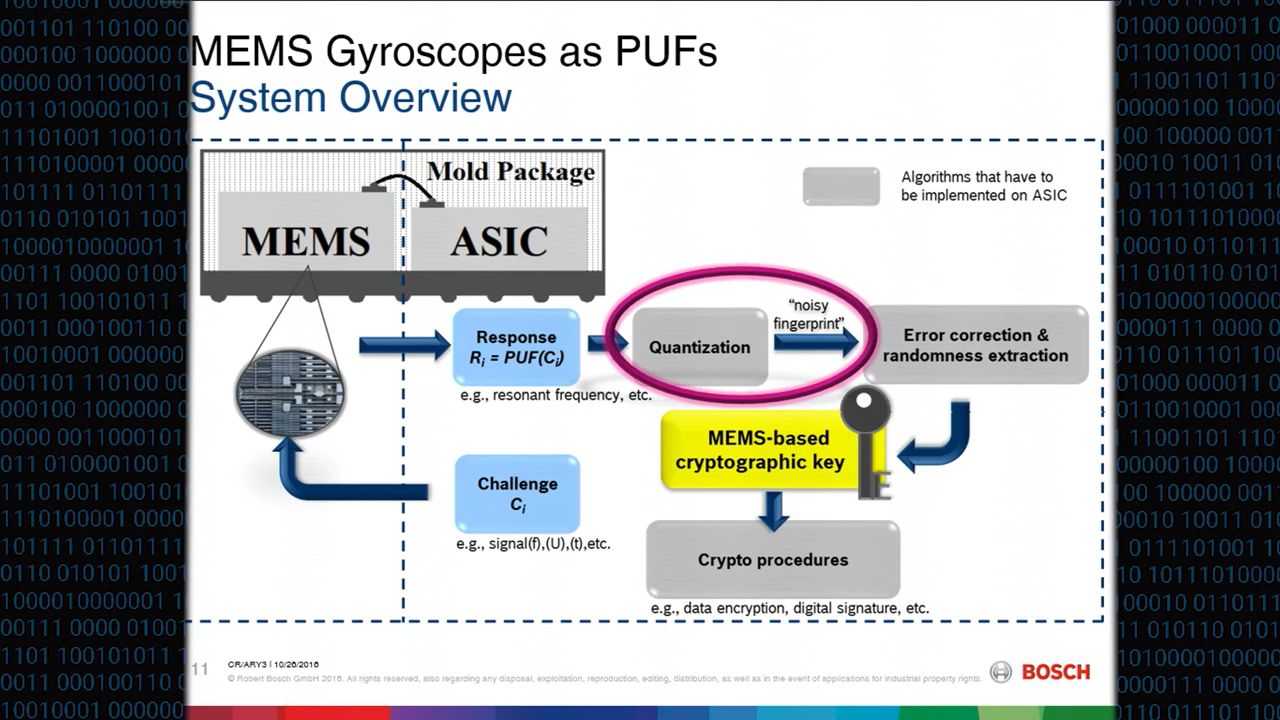 MEMS Gyroscopes as PUFs
System Overview
Mold Package
MEMS
ASIC
Algorithms that have to
be implemented on ASIC
Response
Ri = PUF(Ci)
e.g., resonant frequency, etc.
Quantization
“noisy
fingerprint”
Error correction &
randomness extraction
MEMS-based
cryptographic key
Challenge
Ci
e.g., signal(f),(U),(t),etc.
Crypto procedures
e.g., data encryption, digital signature, etc.
11
CR/ARY3 | 10/26/2016
© Robert Bosch GmbH 2016. All rights reserved, also regarding any disposal, exploitation, reproduction, editing, distribution, as well as in the event of applications for industrial property rights.
BOSCH